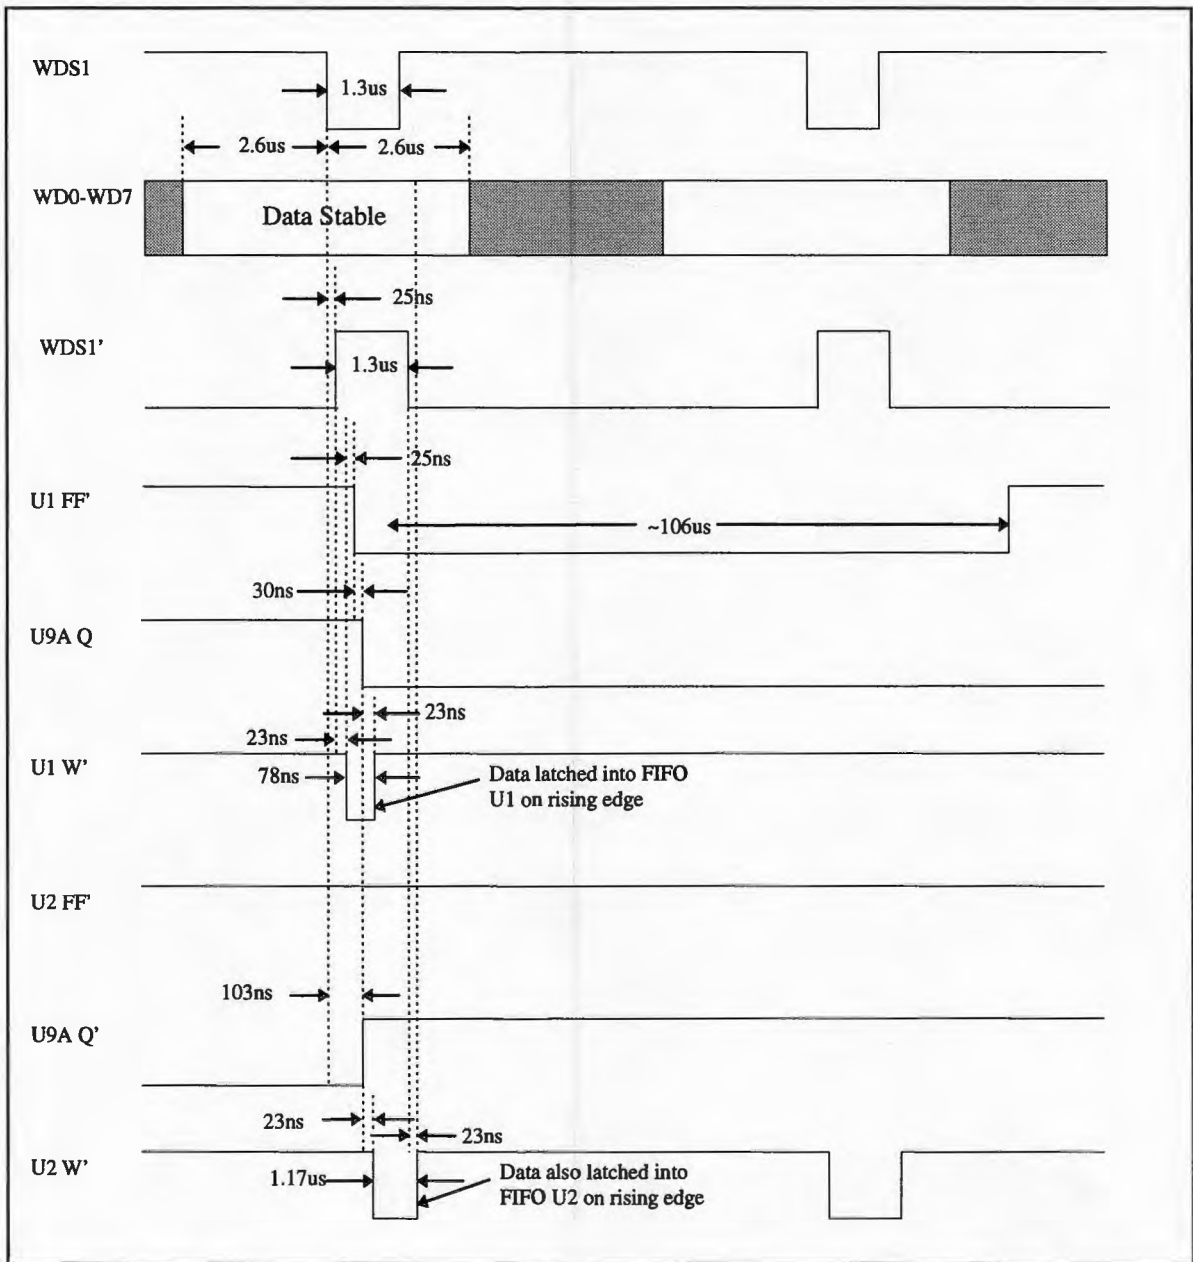 WDS1
1.3us
2.6us 2.6us
WD0-WD7
Data Stable
25ns
WDS1'
1.3us
25ns
U1 FF'
~106us
30ns
U9A Q
23ns
23ns
U1 W'
78ns
Data latched into FIFO
U1 on rising edge
U2 FF'
103ns
U9A Q'
23ns
23ns
U2 W'
1.17us
Data also latched into
FIFO U2 on rising edge